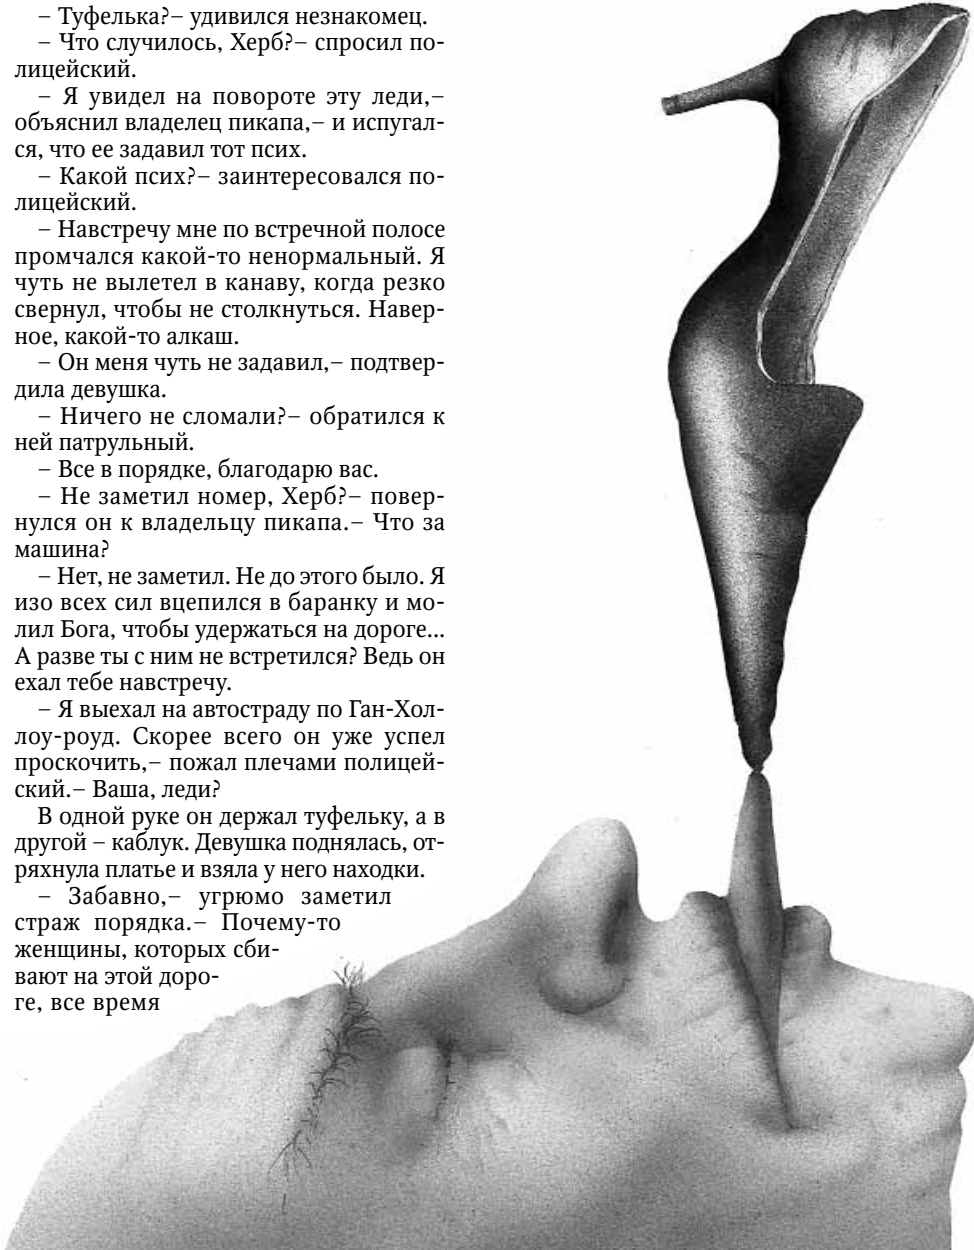 – Туфелька?– удивился незнакомец.
– Что случилось, Херб?– спросил по-
лицейский.
– Я увидел на повороте эту леди,–
объяснил владелец пикапа,– и испугал-
ся, что ее задавил тот псих.
– Какой псих?– заинтересовался по-
лицейский.
– Навстречу мне по встречной полосе
промчался какой-то ненормальный. Я
чуть не вылетел в канаву, когда резко
свернул, чтобы не столкнуться. Навер-
ное, какой-то алкаш.
– Он меня чуть не задавил,– подтвер-
дила девушка.
– Ничего не сломали?– обратился к
ней патрульный.
– Все в порядке, благодарю вас.
– Не заметил номер, Херб?– повер-
нулся он к владельцу пикапа.– Что за
машина?
– Нет, не заметил. Не до этого было. Я
изо всех сил вцепился в баранку и мо-
лил Бога, чтобы удержаться на дороге...
А разве ты с ним не встретился? Ведь он
ехал тебе навстречу.
– Я выехал на автостраду по Ган-Хол-
лоу-роуд. Скорее всего он уже успел
проскочить,– пожал плечами полицей-
ский.– Ваша, леди?
В одной руке он держал туфельку, а в
другой – каблук. Девушка поднялась, от-
ряхнула платье и взяла у него находки.
– Забавно,– угрюмо заметил
страж порядка.– Почему-то
женщины, которых сби-
вают на этой доро-
ге, все время